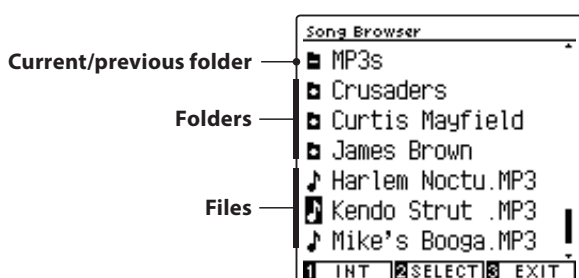 Song Browser
Current/previous folder
MP3s
Crusaders
Folders
Curtis Mayfield
James Brown
Harlem Noctu.MP3
Files
Kendo Strut .MP3
Mike's Booga.MP3
1 INT 2 SELECT 3 EXIT